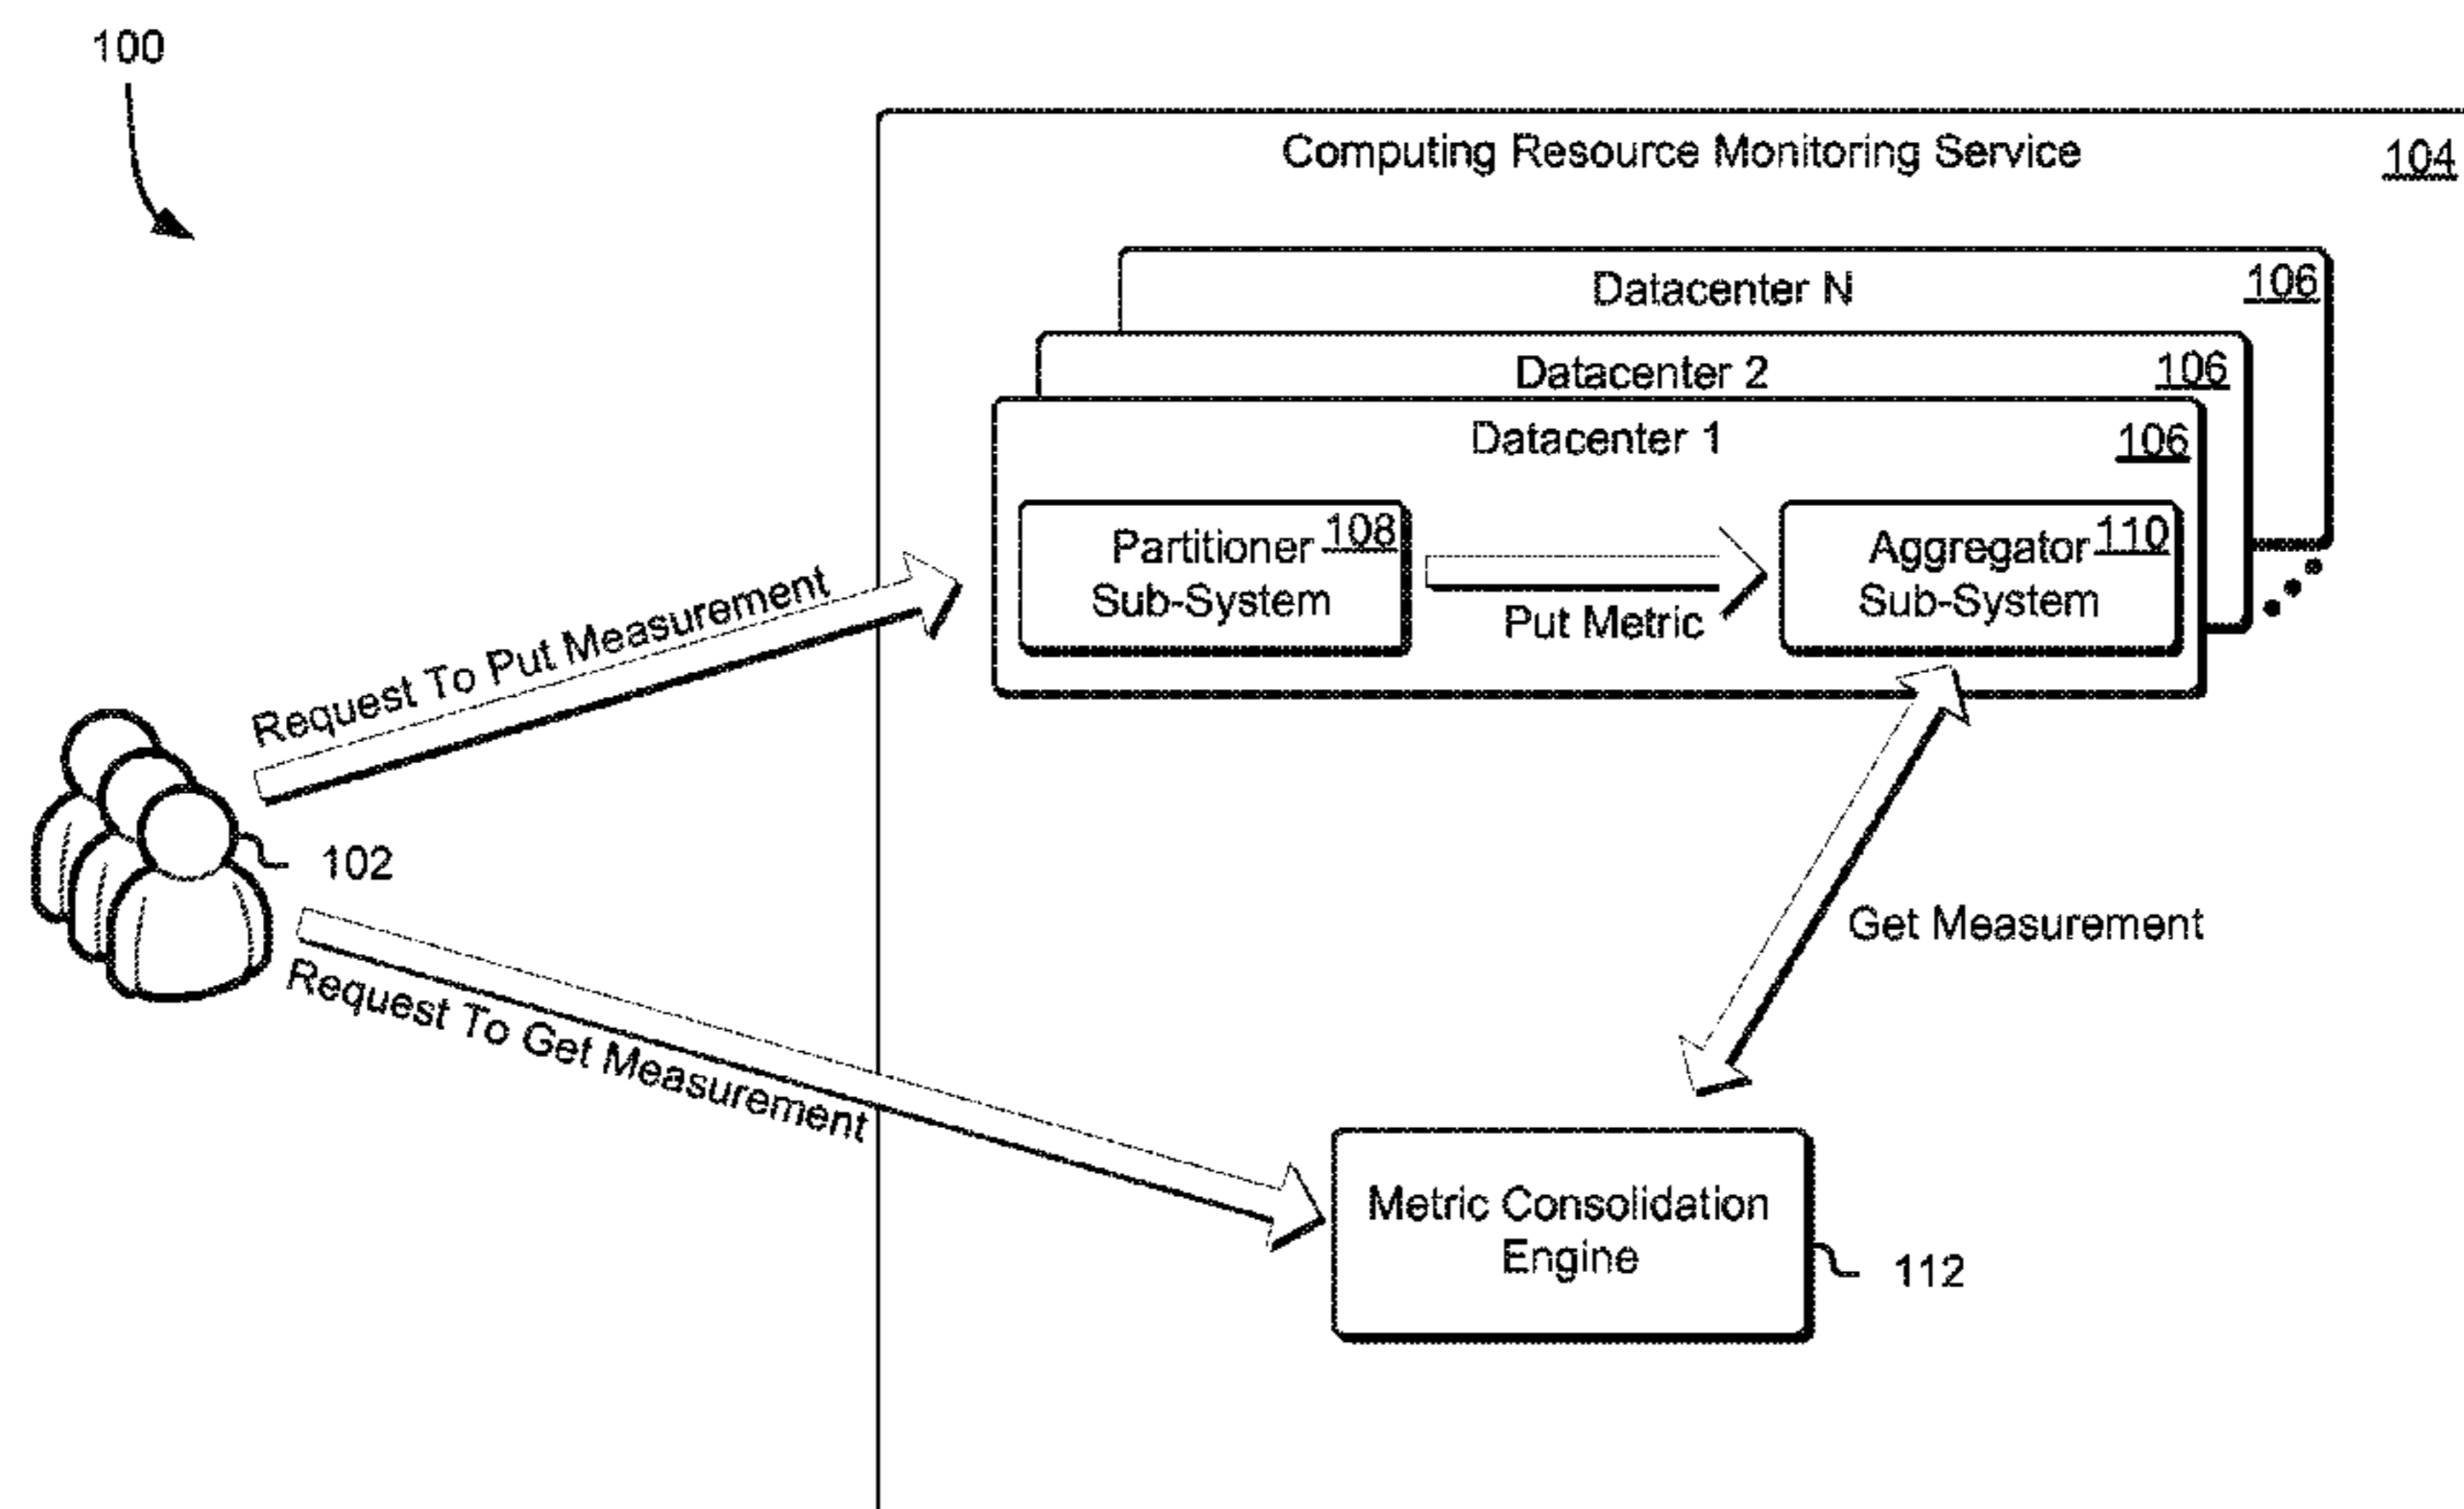 100
Computing Resource Monitoring Service
104
Datacenter N
106
Datacenter 2
106
Datacenter 1
106
Partitioner
Sub-System
108
Put Metric
Aggregator
Sub-System
110
Request To Put Measurement
102
Get Measurement
Request To Get Measurement
Metric Consolidation
Engine
112